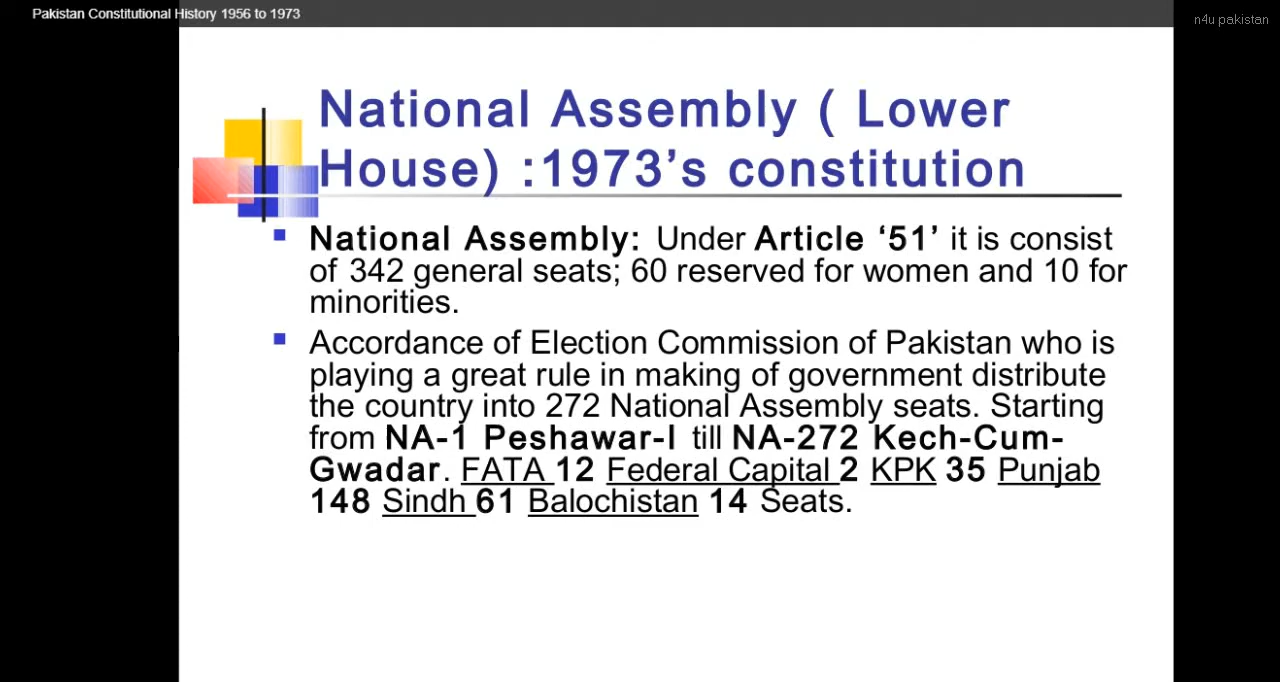 Pakistan Constitutional History 1956 to 1973
n4u pakistan
National Assembly ( Lower
House) :1973’s constitution
National Assembly: Under Article ‘51’ it is consist
of 342 general seats; 60 reserved for women and 10 for
minorities.
Accordance of Election Commission of Pakistan who is
playing a great rule in making of government distribute
the country into 272 National Assembly seats. Starting
from NA-1 Peshawar-I till NA-272 Kech-Cum-
Gwadar. FATA 12 Federal Capital 2 KPK 35 Punjab
148 Sindh 61 Balochistan 14 Seats.